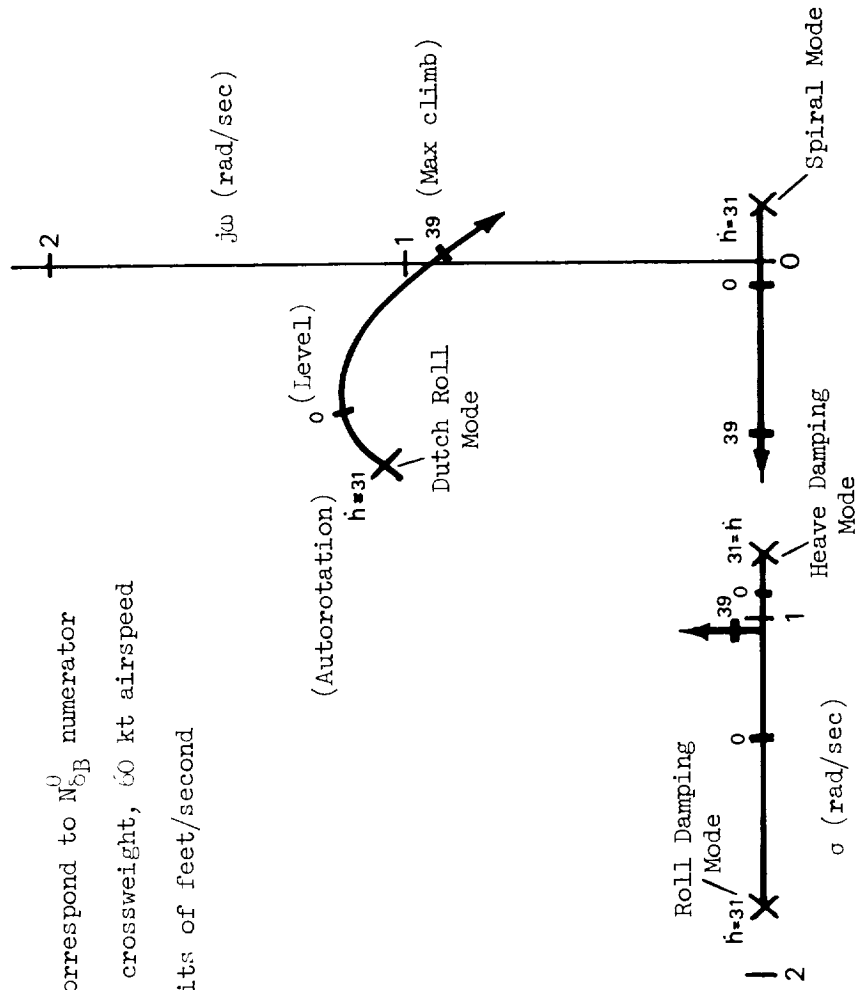 orrespond to N^θ_δB numerator
crossweight, 60 kt airspeed
its of feet/second
2
jω (rad/sec)
1
39 (Max climb)
0 (Level)
(Autorotation)
ḣ=31
Dutch Roll
Mode
Roll Damping
Mode
ḣ=31
0
39
0
31=ḣ
39
0
ḣ=31
2
1
0
Heave Damping
Mode
Spiral Mode
σ (rad/sec)